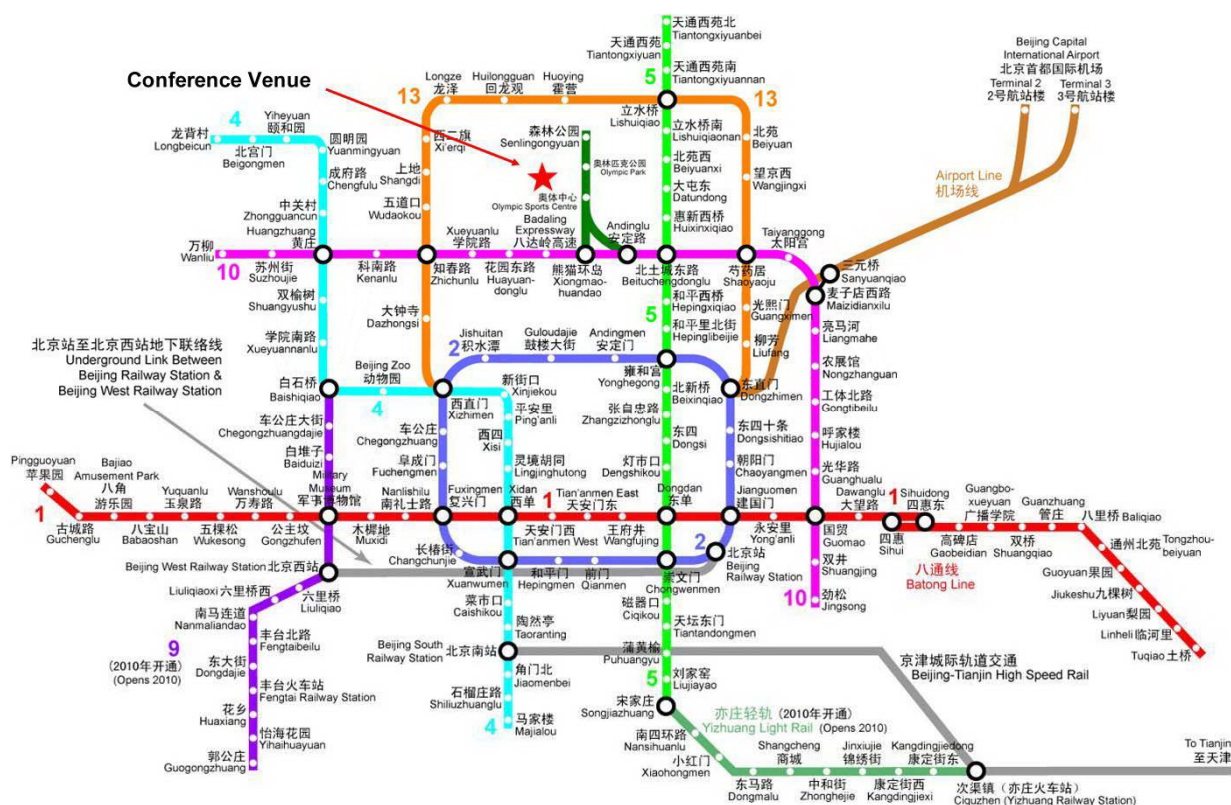 天通西苑北
Tiantongxiyuanbei
天通西苑
Tiantongxiyuan
天通西苑南
Tiantongxiyuannan
5
Beijing Capital
International Airport
北京首都国际机场
Terminal 2
2号航站楼
Terminal 3
3号航站楼
Conference Venue
Longze
龙泽
Huilongguan
回龙观
Huoying
霍营
13
13
立水桥
Lishuiqiao
4
Yiheyuan
颐和园
龙背村
Longbeicun
北宫门
Beigongmen
圆明园
Yuanmingyuan
西二旗
Xi'erqi
森林公园
Senlingongyuan
立水桥南
Lishuiqiaonan
北苑
Beiyuan
成府路
Chengfulu
上地
Shangdi
奥林匹克公园
Olympic Park
北苑西
Beiyuanxi
望京西
Wangjingxi
Airport Line
机场线
中关村
Zhongguancun
五道口
Wudaokou
奥体中心
Olympic Sports Centre
大屯东
Datundong
Huangzhuang
黄庄
Xueyuanlu
学院路
Badaling
Expressway
八达岭高速
Andinglu
安定路
惠新西桥
Huixinxiqiao
Taiyanggong
太阳宫
万柳
Wanliu
10
苏州街
Suzhoujie
科南路
Kenanlu
知春路
Zhichunlu
花园东路
Huayuan-
donglu
熊猫环岛
Xiongmao-
huandao
北土城东路
Beituchengdonglu
芍药居
Shaoyaoju
三元桥
Sanyuanqiao
麦子店西路
Maizidianxilu
双榆树
Shuangyushu
大钟寺
Dazhongsi
和平西桥
Hepingxiqiao
5
光熙门
Guangximen
学院南路
Xueyuannanlu
和平里北街
Heplinglibeijie
柳芳
Liufang
亮马河
Liangmahe
北京站至北京西站地下联络线
Underground Link Between
Beijing Railway Station &
Beijing West Railway Station
2
Jishuitan
积水潭
Guloudajie
鼓楼大街
Andingmen
安定门
雍和宫
Yonghegong
农展馆
Nongzhanguan
Beijing Zoo
动物园
白石桥
Baishiqiao
4
新街口
Xinjiekou
北新桥
Beixinqiao
东直门
Dongzhimen
工体北路
Gongtibeilu
西直门
Xizhimen
平安里
Ping'anli
张自忠路
Zhangzizhonglu
车公庄大街
Chegongzhuangdajie
车公庄
Chegongzhuang
西四
Xisi
东四
Dongsi
东四十条
Dongsishitiao
呼家楼
Hujialou
白堆子
Baiduizi
阜成门
Fuchengmen
灵境胡同
Lingjinghutong
灯市口
Dengshikou
朝阳门
Chaoyangmen
光华路
Guanghualu
Pingguoyuan
苹果园
Bajiao
Amusement Park
八角
游乐园
Yuquanlu
玉泉路
Wanshoulu
万寿路
Military
Museum
军事博物馆
Nanlishilu
南礼士路
Fuxingmen
复兴门
Xidan
西单
1
Tian'anmen East
天安门东
Dongdan
东单
Jianguomen
建国门
Dawanglu
大望路
1
Sihuidong
四惠东
Guangbo-
xueyuan
广播学院
Guanzhuang
管庄
八里桥 Baliqiao
1
古城路
Guchenglu
八宝山
Babaoshan
五棵松
Wukesong
公主坟
Gongzhufen
木樨地
Muxidi
天安门西
Tian'anmen West
王府井
Wangfujing
永安里
Yong'anli
国贸
Guomao
四惠
Sihui
高碑店
Gaobeidian
双桥
Shuangqiao
通州北苑
Tongzhou-
beiyuan
长椿街
Changchunjie
2
北京站
Beijing
Railway Station
双井
Shuangjing
八通线
Batong Line
Guoyuan 果园
Beijing West Railway Station 北京西站
宣武门
Xuanwumen
和平门
Hepingmen
前门
Qianmen
崇文门
Chongwenmen
10
劲松
Jingsong
Jiukeshu 九棵树
Liuliqiaoxi 六里桥西
六里桥
Liuliqiao
菜市口
Caishikou
磁器口
Ciqikou
Liyuan 梨园
南马连道
Nanmaliandao
陶然亭
Taoranting
天坛东门
Tiantandongmen
Linheli 临河里
9
(2010年开通)
(Opens 2010)
丰台北路
Fengtaibeilu
Beijing South
Railway Station
北京南站
蒲黄榆
Puhuangyu
京津城际轨道交通
Beijing-Tianjin High Speed Rail
Tuqiao 土桥
东大街
Dongdajie
角门北
Jiaomenbei
5
刘家窑
Liujiayao
丰台火车站
Fengtai Railway Station
石榴庄路
Shiliuzhuanglu
宋家庄
Songjiazhuang
花乡
Huaxiang
4
马家楼
Majialou
亦庄轻轨 (2010年开通)
Yizhuang Light Rail (Opens 2010)
怡海花园
Yihaihuayuan
南四环路
Nansihuanlu
郭公庄
Guogongzhuang
小红门
Xiaohongmen
Shangcheng
商城
Jinxiujie
锦绣街
Kangdingjiedong
康定街东
To Tianjin
至天津
东马路
Dongmalu
中和街
Zhonghejie
康定街西
Kangdingjiexi
次渠镇（亦庄火车站）
Ciquzhen (Yizhuang Railway Station)